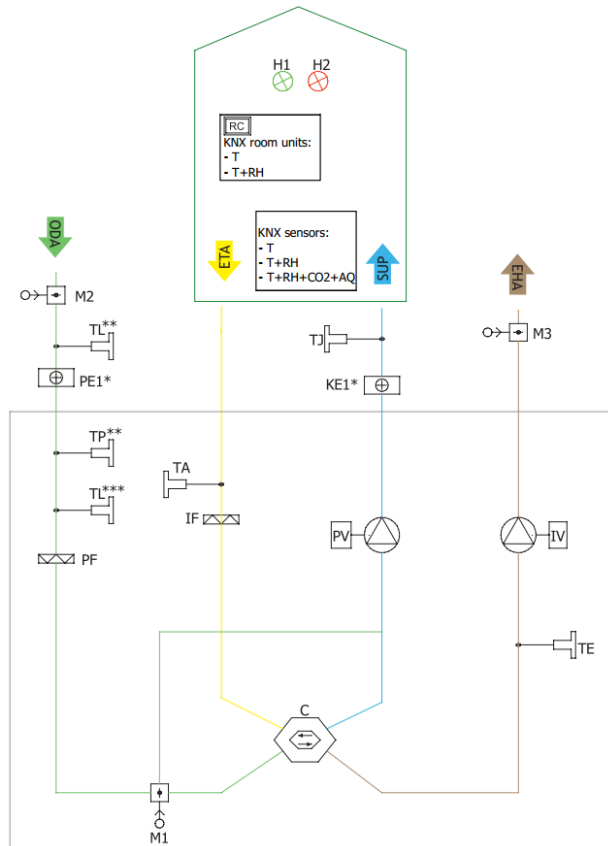 H1 H2
RC
KNX room units:
- T
- T+RH
KNX sensors:
- T
- T+RH
- T+RH+CO2+AQ
ODA
ETA
SUP
EHA
M2
M3
TL**
TJ
PE1*
KE1*
TP**
TA
TL***
IF
PV
IV
PF
TE
C
M1